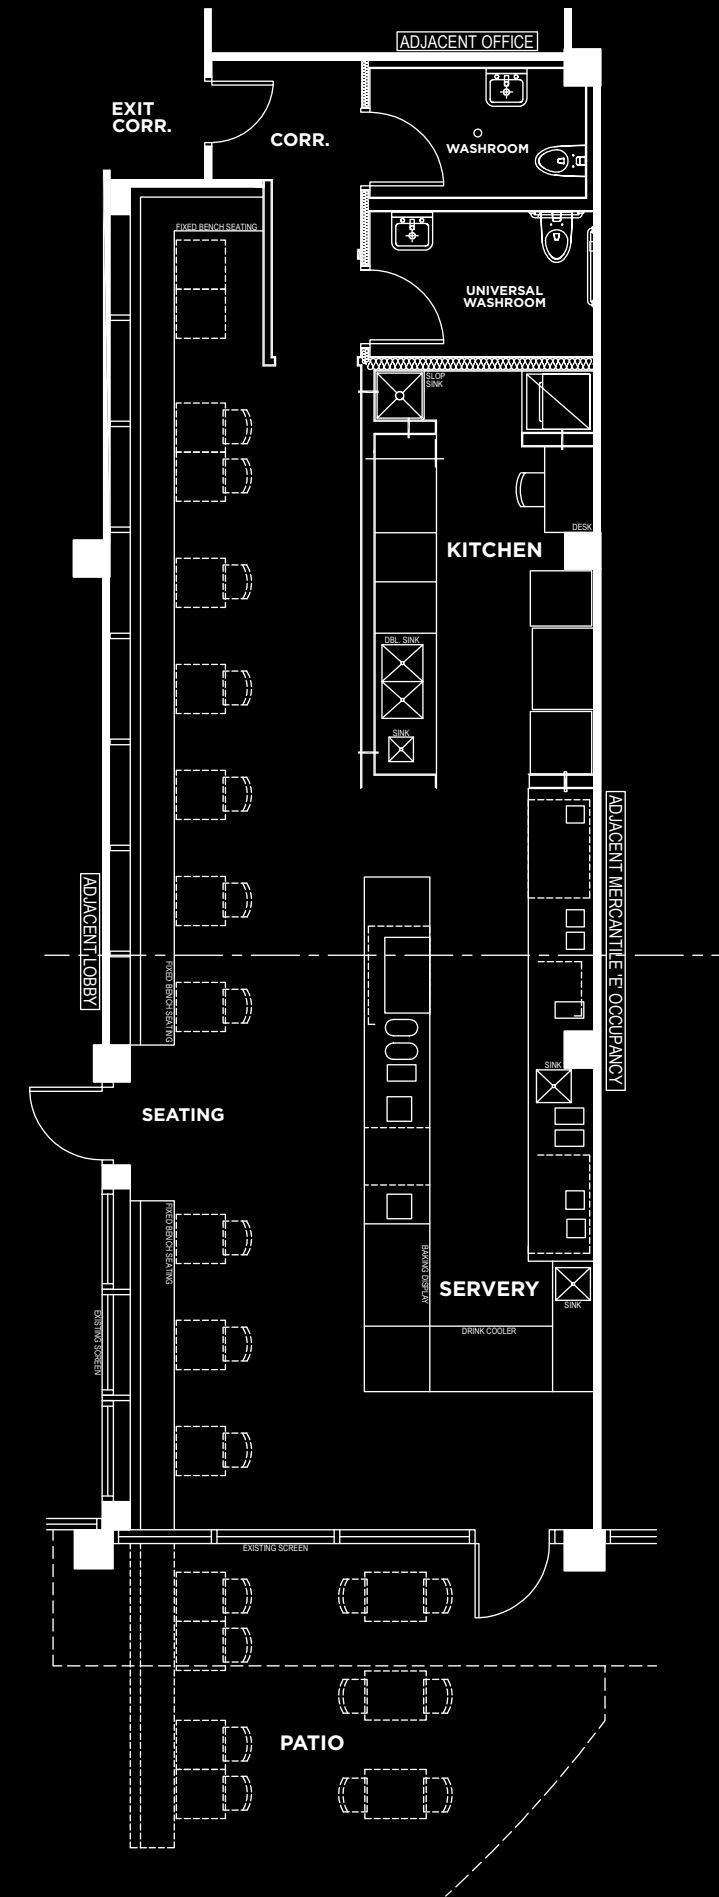 ADJACENT OFFICE
EXIT
CORR.
CORR.
WASHROOM
FIXED BENCH SEATING
UNIVERSAL
WASHROOM
SLOP
SINK
DESK
KITCHEN
DBL. SINK
SINK
ADJACENT MERCANTILE 'E' OCCUPANCY
ADJACENT LOBBY
FIXED BENCH SEATING
SINK
SEATING
FIXED BENCH SEATING
BAKING DISPLAY
SERVERY
SINK
EXISTING SCREEN
DRINK COOLER
EXISTING SCREEN
PATIO